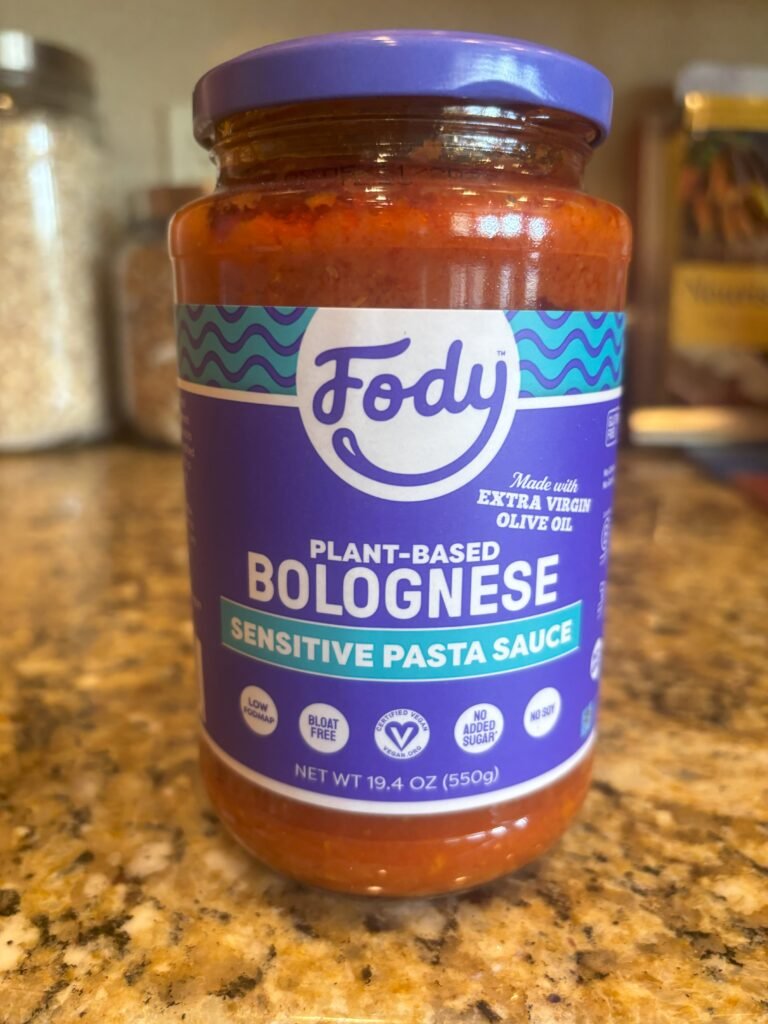 Fody™
Made with
EXTRA VIRGIN
OLIVE OIL
PLANT-BASED
BOLOGNESE
SENSITIVE PASTA SAUCE
LOW
FODMAP
BLOAT
FREE
CERTIFIED VEGAN
VEGAN.ORG
NO
ADDED
SUGAR*
NO SOY
NET WT 19.4 OZ (550g)